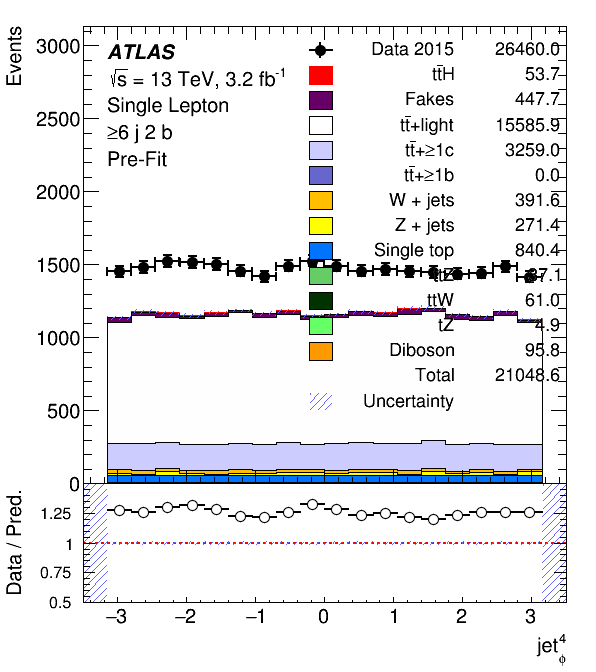 Events
3000
2500
2000
1500
1000
500
0
ATLAS
√s = 13 TeV, 3.2 fb⁻¹
Single Lepton
≥6 j 2 b
Pre-Fit
Data 2015 26460.0
tt̄H 53.7
Fakes 447.7
tt̄+light 15585.9
tt̄+≥1c 3259.0
tt̄+≥1b 0.0
W + jets 391.6
Z + jets 271.4
Single top 840.4
37.1
tt̄W 61.0
tZ 4.9
Diboson 95.8
Total 21048.6
Uncertainty
Data / Pred.
1.25
1
0.75
0.5
−3 −2 −1 0 1 2 3
jet⁴ϕ